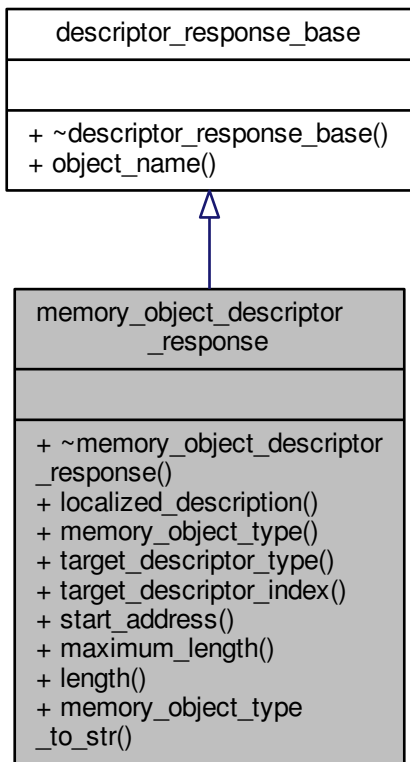 descriptor_response_base
+ ~descriptor_response_base()
+ object_name()
memory_object_descriptor
_response
+ ~memory_object_descriptor
_response()
+ localized_description()
+ memory_object_type()
+ target_descriptor_type()
+ target_descriptor_index()
+ start_address()
+ maximum_length()
+ length()
+ memory_object_type
_to_str()